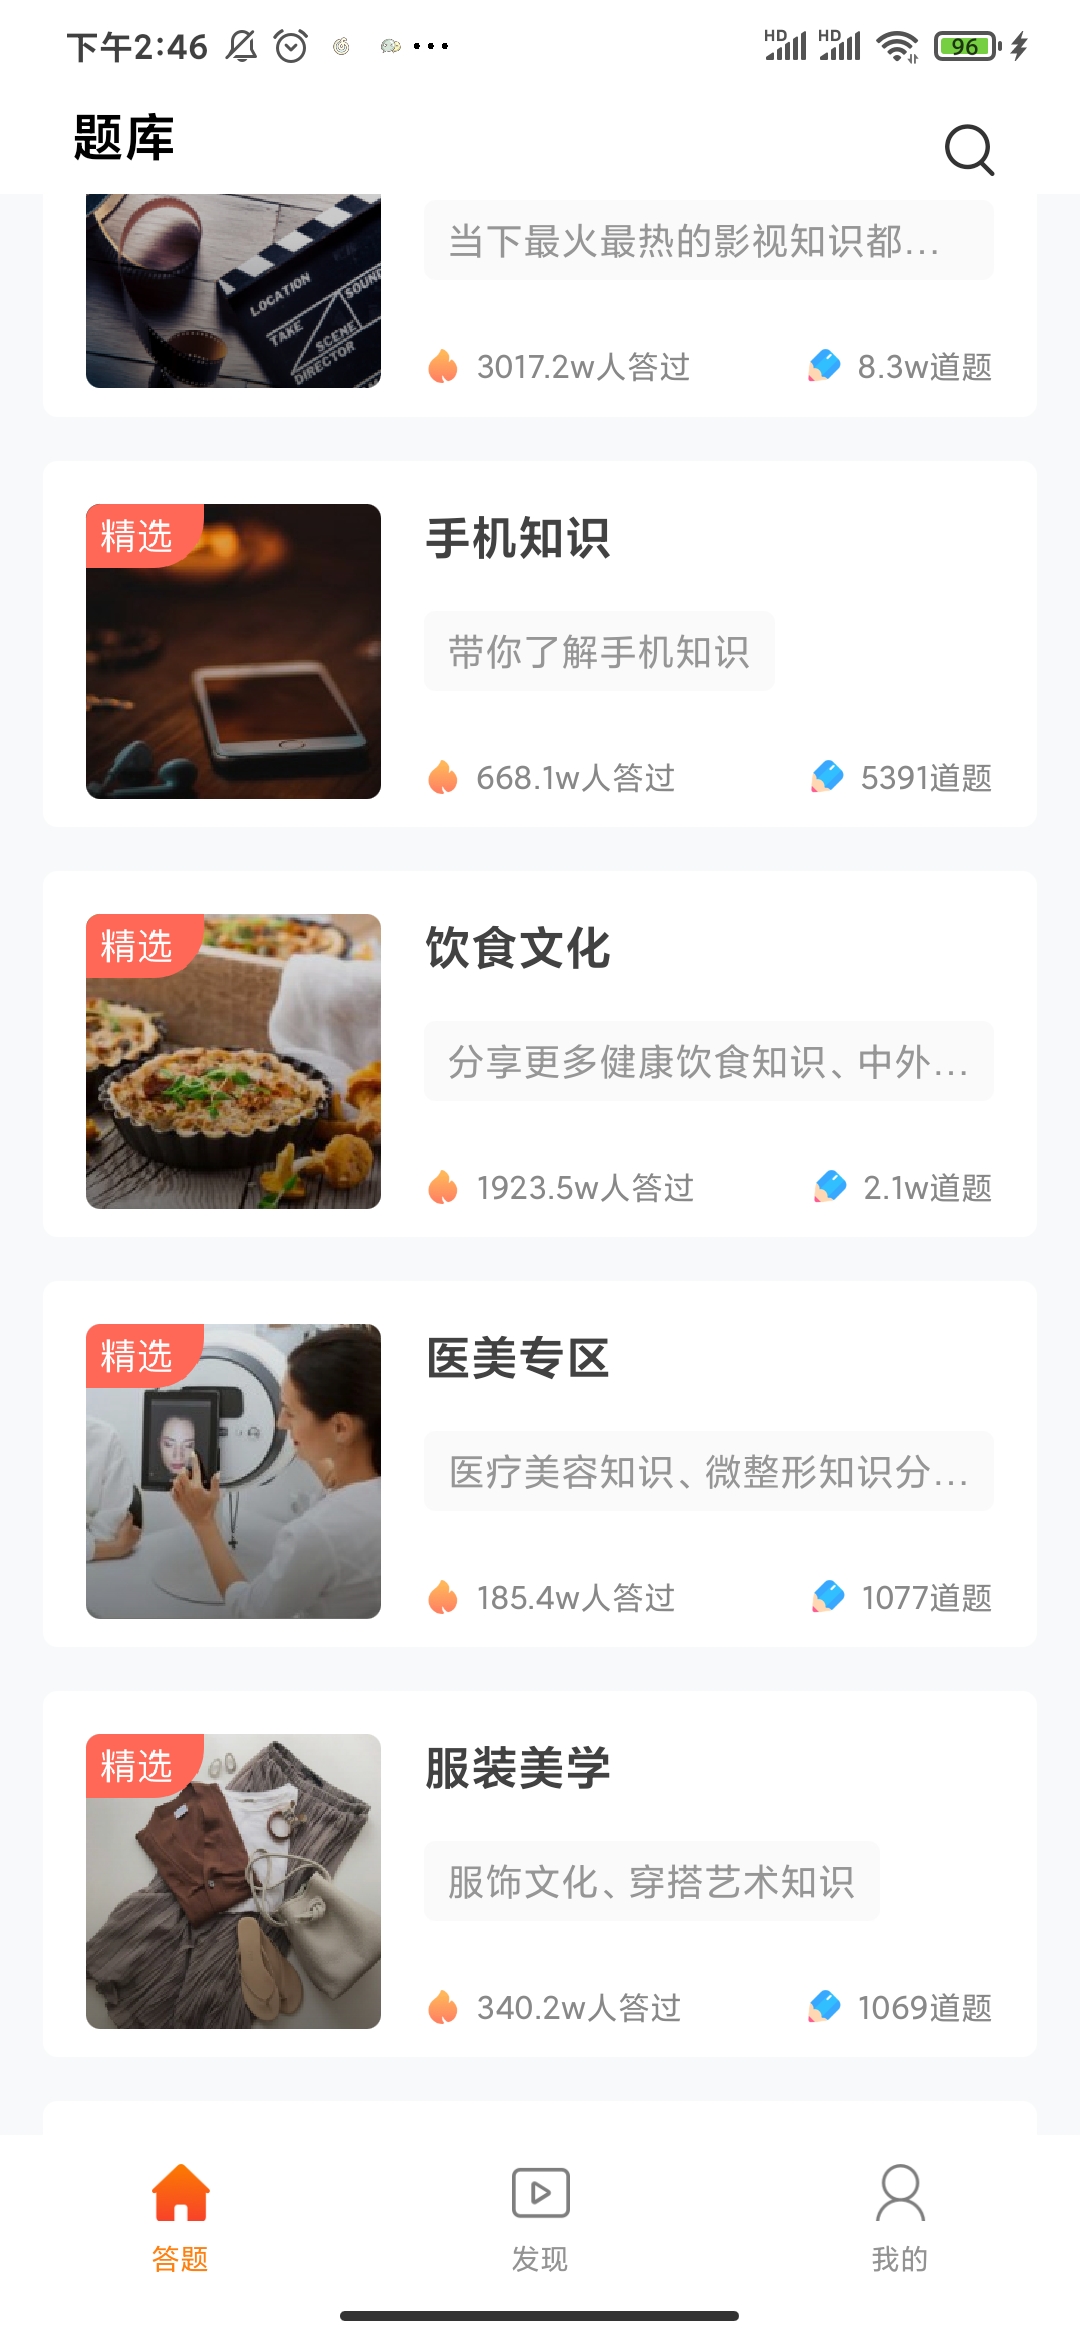 下午2:46
HD HD 96
题库
LOCATION
SOUND
TAKE
SCENE
DIRECTOR
当下最火最热的影视知识都...
3017.2w人答过 8.3w道题
精选
手机知识
带你了解手机知识
668.1w人答过 5391道题
精选
饮食文化
分享更多健康饮食知识、中外...
1923.5w人答过 2.1w道题
精选
医美专区
医疗美容知识、微整形知识分...
185.4w人答过 1077道题
精选
服装美学
服饰文化、穿搭艺术知识
340.2w人答过 1069道题
答题 发现 我的